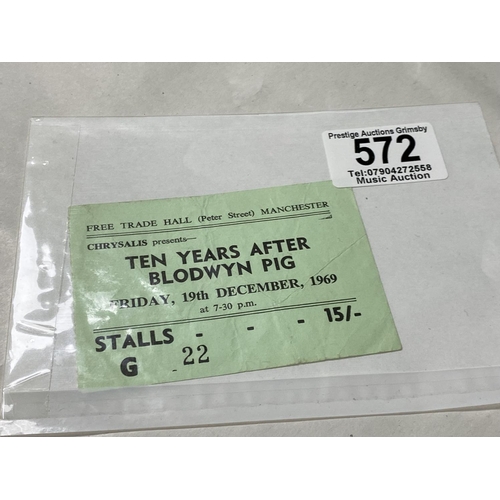 Prestige Auctions Grimsby
572
Tel:07904272558
Music Auction
FREE TRADE HALL (Peter Street) MANCHESTER
CHRYSALIS presents—
TEN YEARS AFTER
BLODWYN PIG
FRIDAY, 19th DECEMBER, 1969
at 7-30 p.m.
STALLS - - - 15/-
G 22